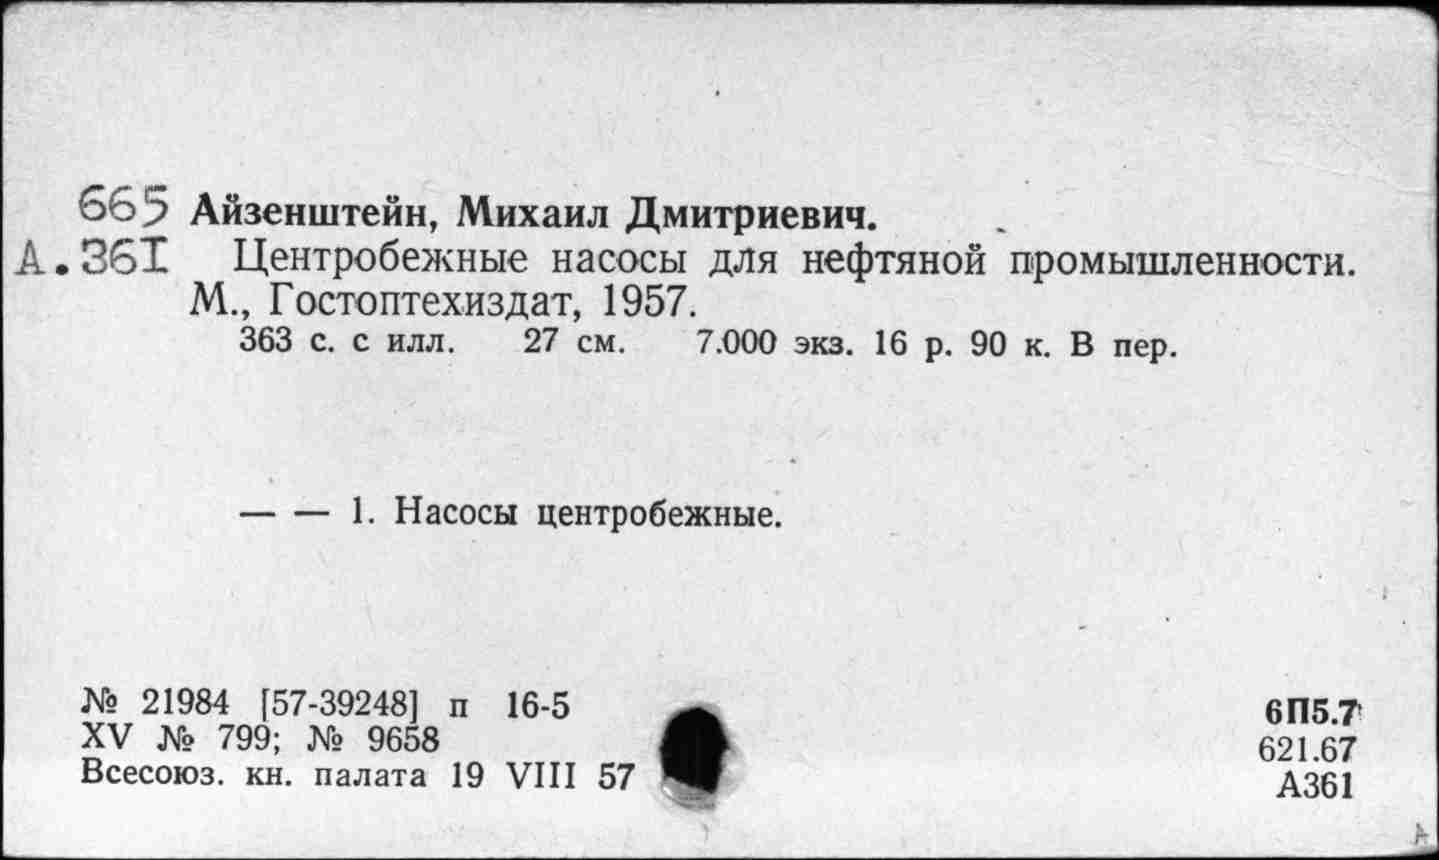 665 Айзенштейн, Михаил Дмитриевич.
А.36I Центробежные насосы для нефтяной промышленности.
М., Гостоптехиздат, 1957.
363 с. с илл. 27 см. 7.000 экз. 16 р. 90 к. В пер.
— — 1. Насосы центробежные.
№ 21984 [57-39248] п 16-5
XV № 799; № 9658
Всесоюз. кн. палата 19 VIII 57
6П5.7
621.67
А361